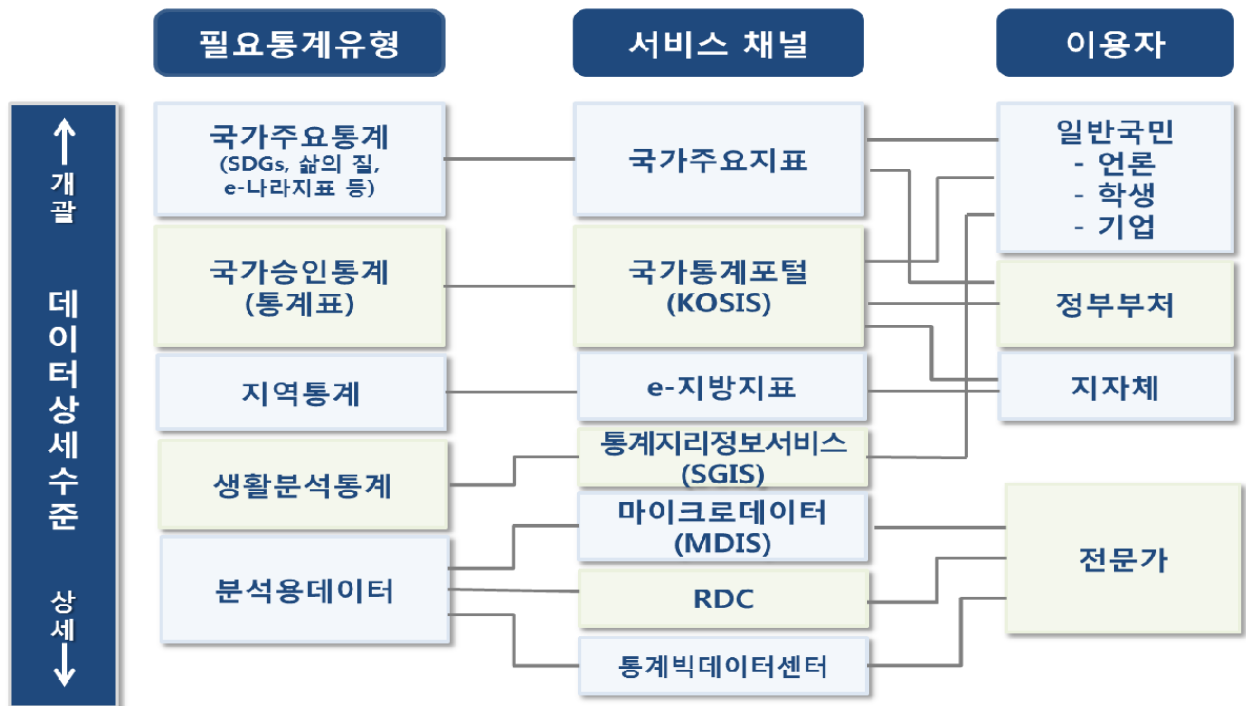 필요통계유형
서비스 채널
이용자
개괄
데이터상세수준
상세
국가주요통계
(SDGs, 삶의 질,
e-나라지표 등)
국가주요지표
일반국민
- 언론
- 학생
- 기업
국가승인통계
(통계표)
국가통계포털
(KOSIS)
정부부처
지역통계
e-지방지표
지자체
생활분석통계
통계지리정보서비스
(SGIS)
분석용데이터
마이크로데이터
(MDIS)
RDC
통계빅데이터센터
전문가